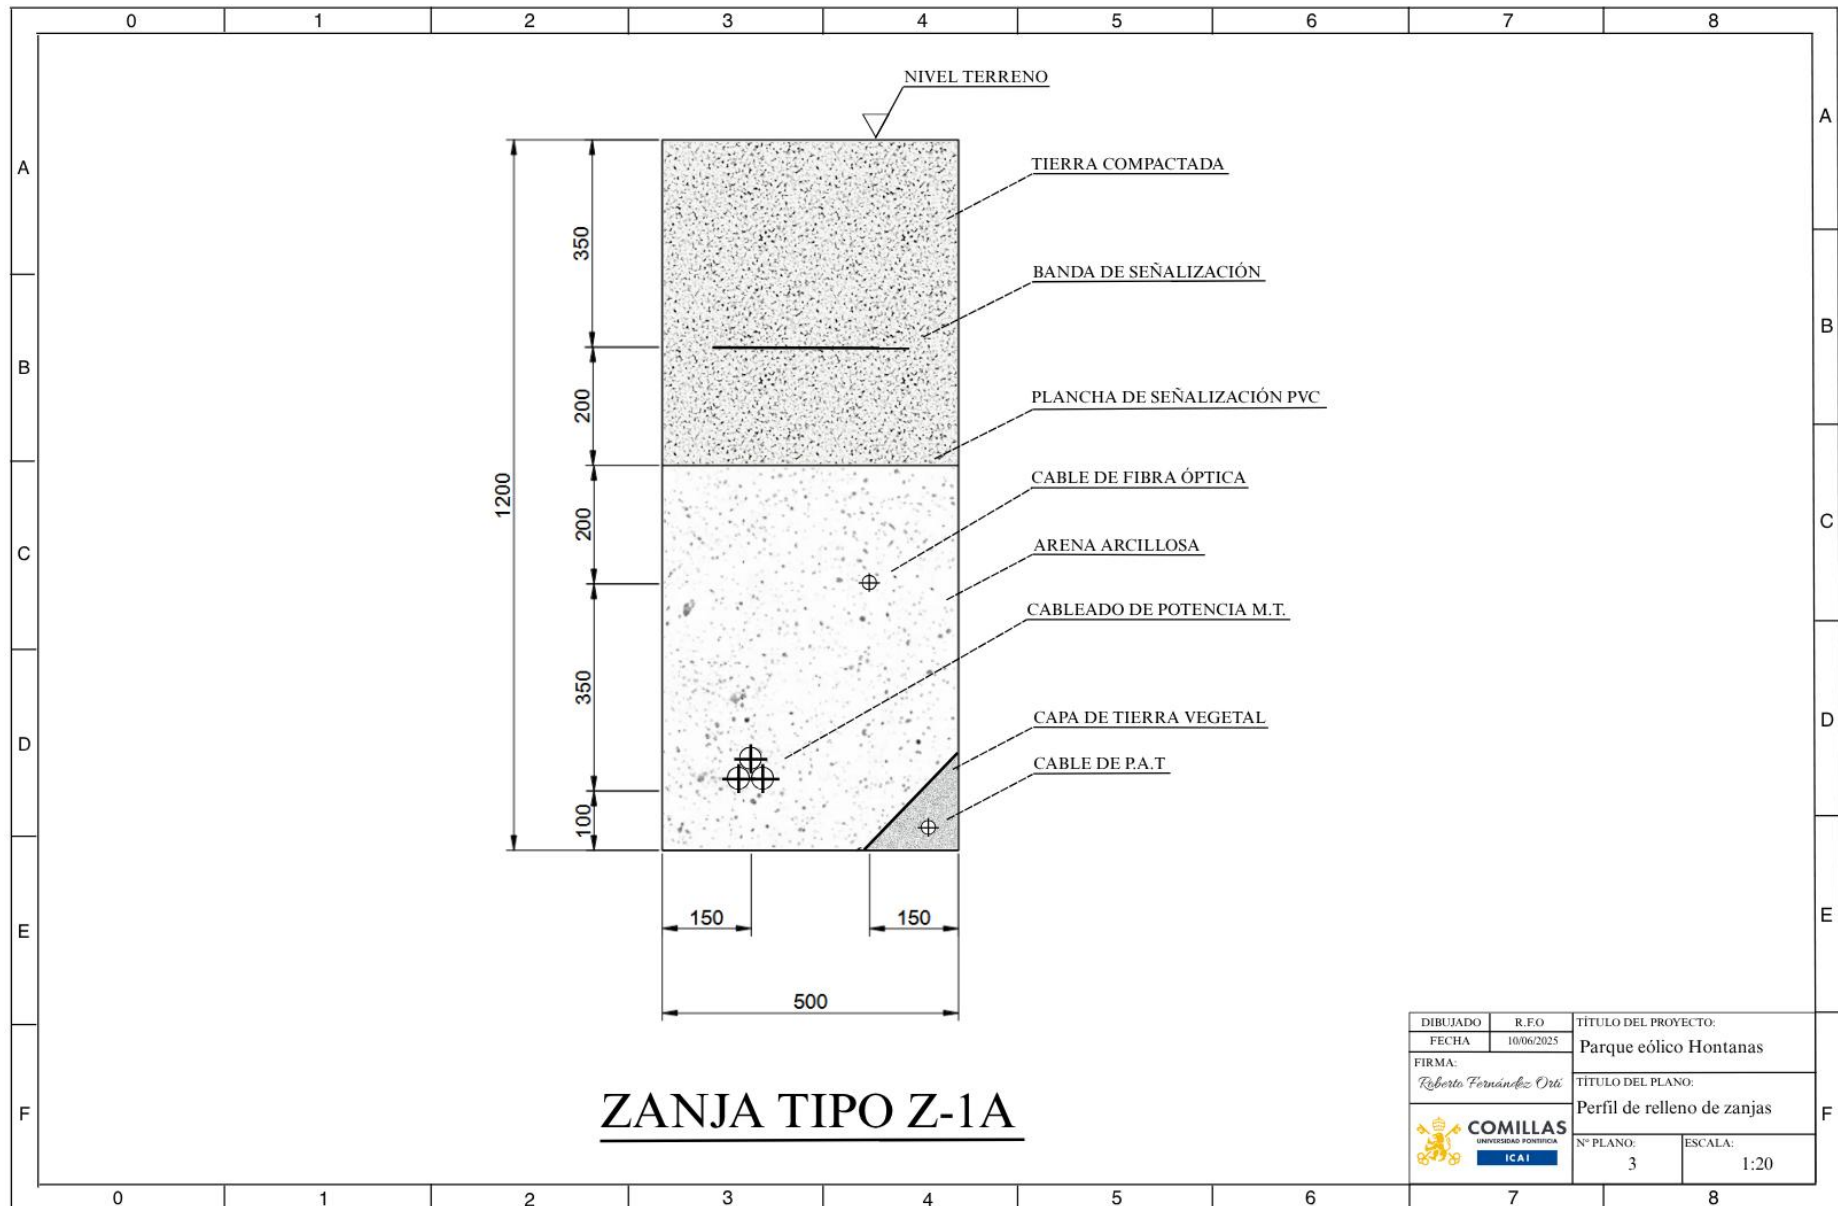 0 1 2 3 4 5 6 7 8
A
B
C
D
E
F
A
B
C
D
E
F
NIVEL TERRENO
TIERRA COMPACTADA
BANDA DE SEÑALIZACIÓN
PLANCHA DE SEÑALIZACIÓN PVC
CABLE DE FIBRA ÓPTICA
ARENA ARCILLOSA
CABLEADO DE POTENCIA M.T.
CAPA DE TIERRA VEGETAL
CABLE DE P.A.T
1200
350
200
200
350
100
150 150
500
ZANJA TIPO Z-1A
DIBUJADO R.F.O
FECHA 10/06/2025
FIRMA:
Roberto Fernández Orti
COMILLAS
UNIVERSIDAD PONTIFICIA
ICAI
TÍTULO DEL PROYECTO:
Parque eólico Hontanas
TÍTULO DEL PLANO:
Perfil de relleno de zanjas
Nº PLANO: ESCALA:
3 1:20
0 1 2 3 4 5 6 7 8